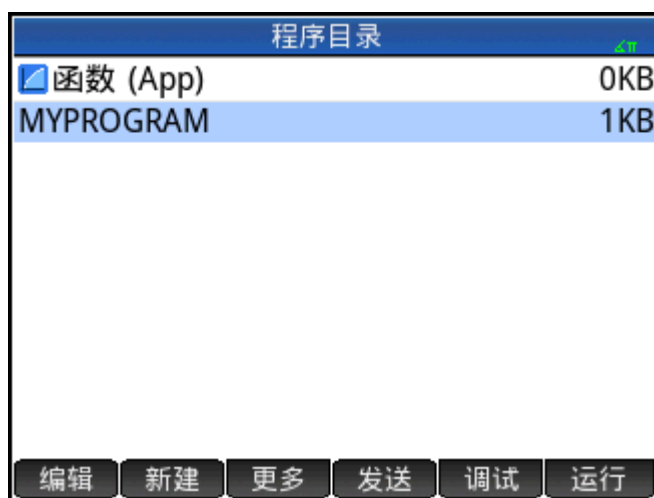 程序目录
∡π
函数 (App) 0KB
MYPROGRAM 1KB
编辑 新建 更多 发送 调试 运行